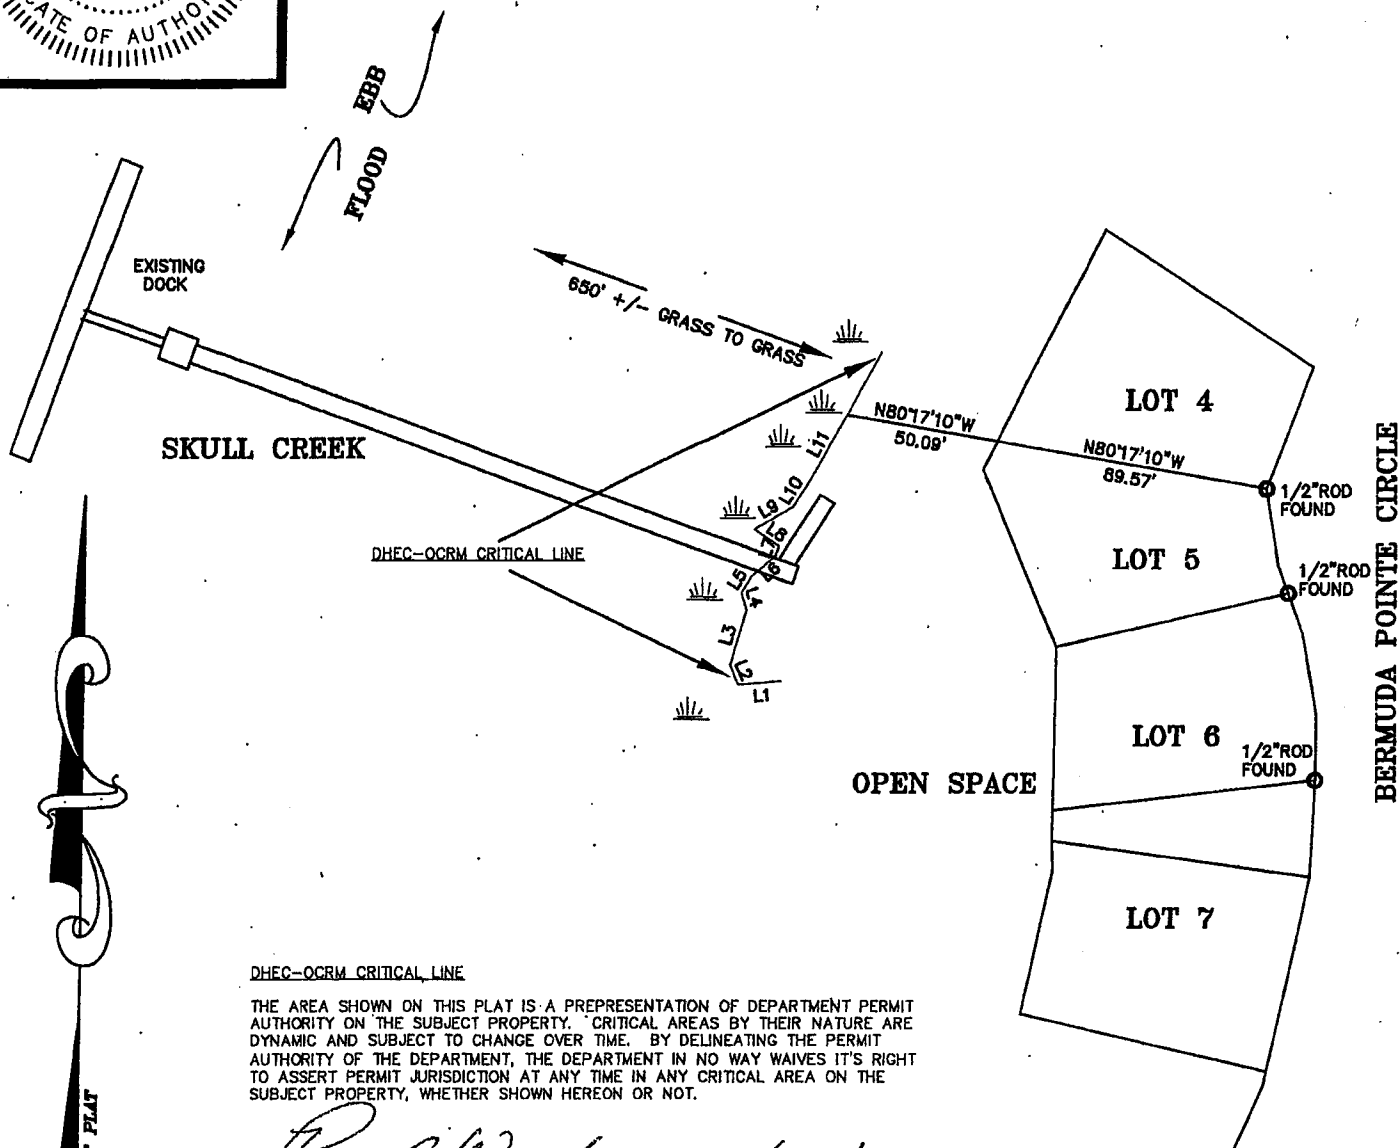 CATE OF AUTHO
EBB
FLOOD
EXISTING
DOCK
650' +/- GRASS TO GRASS
SKULL CREEK
LOT 4
N80°17'10"W
50.09'
N80°17'10"W
89.57'
1/2"ROD
FOUND
L11
L10
L9
L8
L7
L6
L5
L4
L3
L2
L1
DHEC-OCRM CRITICAL LINE
LOT 5
1/2"ROD
FOUND
LOT 6
1/2"ROD
FOUND
OPEN SPACE
BERMUDA POINTE CIRCLE
LOT 7
DHEC-OCRM CRITICAL LINE
THE AREA SHOWN ON THIS PLAT IS A PREPRESENTATION OF DEPARTMENT PERMIT
AUTHORITY ON THE SUBJECT PROPERTY. CRITICAL AREAS BY THEIR NATURE ARE
DYNAMIC AND SUBJECT TO CHANGE OVER TIME. BY DELINEATING THE PERMIT
AUTHORITY OF THE DEPARTMENT, THE DEPARTMENT IN NO WAY WAIVES IT'S RIGHT
TO ASSERT PERMIT JURISDICTION AT ANY TIME IN ANY CRITICAL AREA ON THE
SUBJECT PROPERTY, WHETHER SHOWN HEREON OR NOT.
PLAT